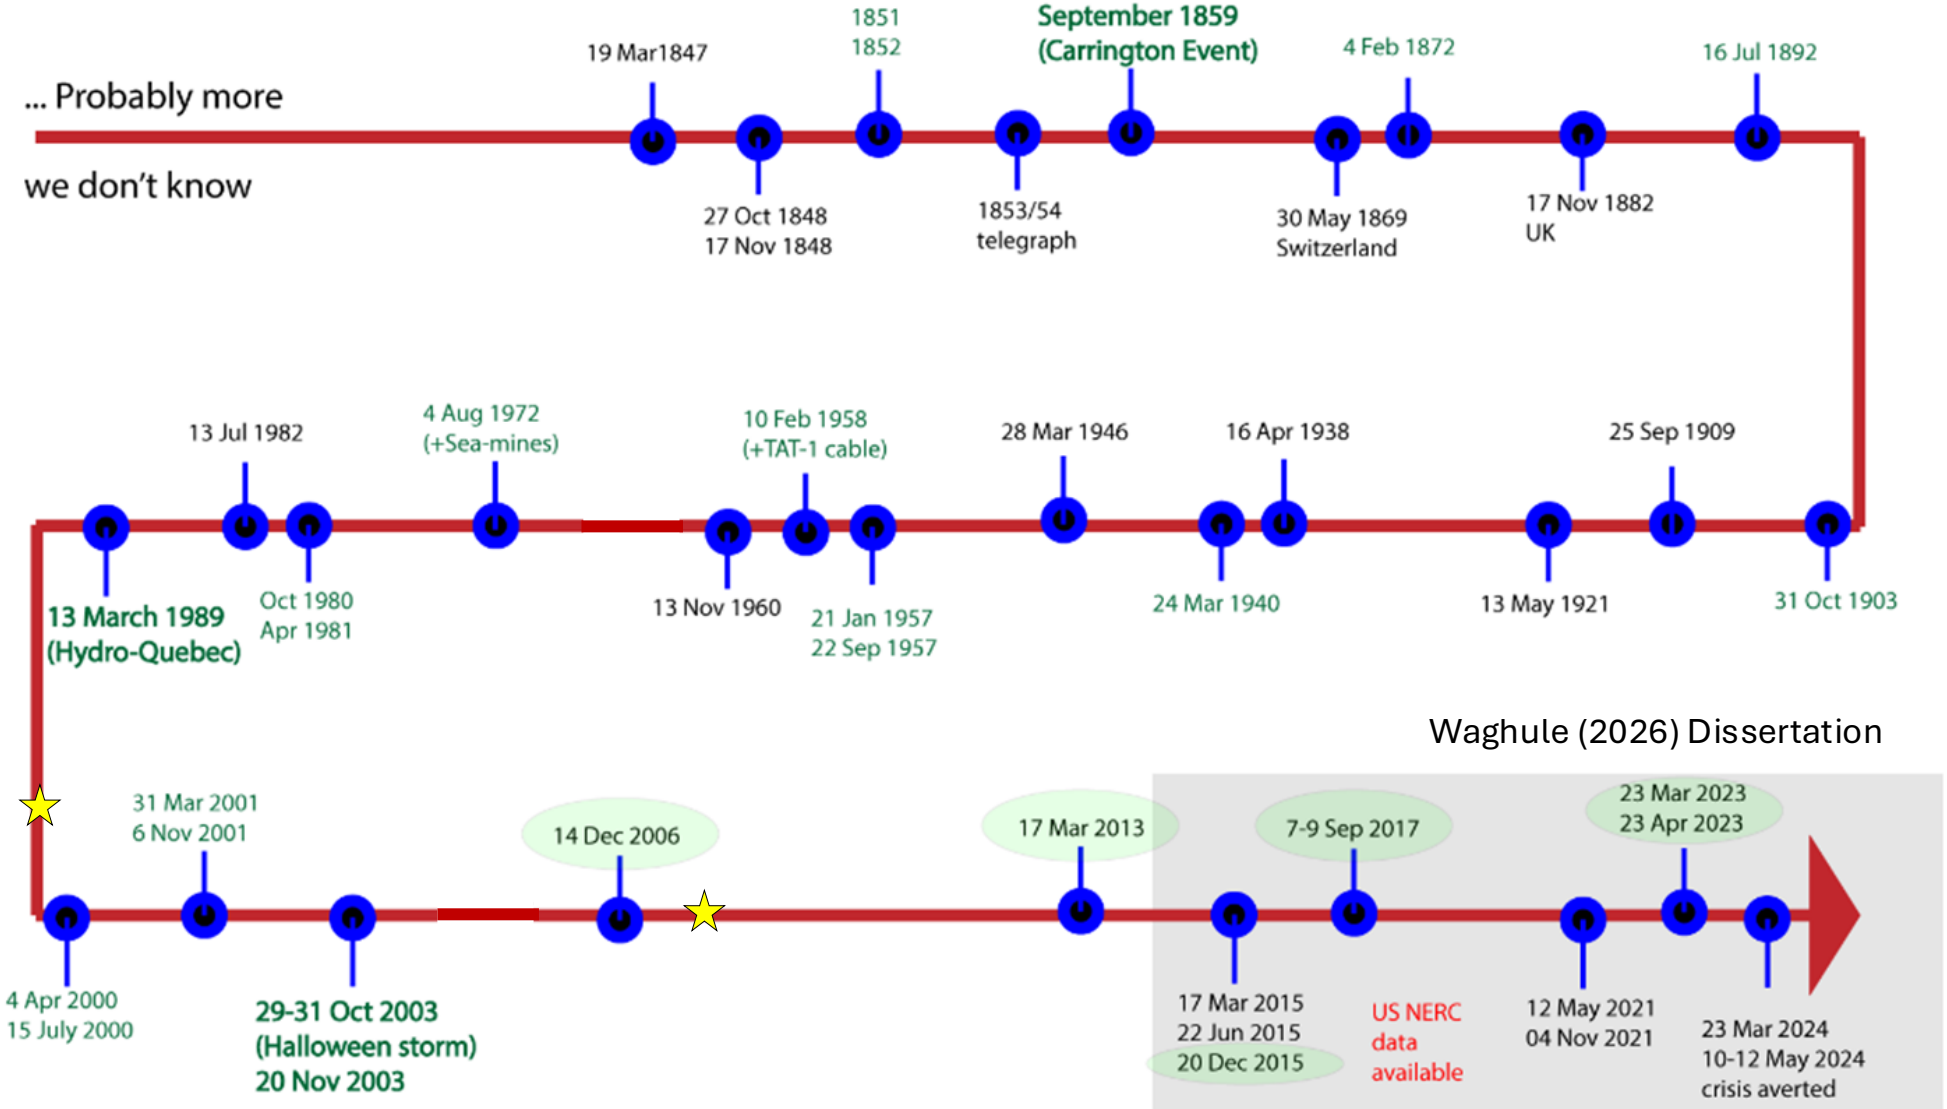 ... Probably more
we don't know
19 Mar1847
27 Oct 1848
17 Nov 1848
1851
1852
1853/54
telegraph
September 1859
(Carrington Event)
30 May 1869
Switzerland
4 Feb 1872
17 Nov 1882
UK
16 Jul 1892
13 Jul 1982
4 Aug 1972
(+Sea-mines)
10 Feb 1958
(+TAT-1 cable)
28 Mar 1946
16 Apr 1938
25 Sep 1909
13 March 1989
(Hydro-Quebec)
Oct 1980
Apr 1981
13 Nov 1960
21 Jan 1957
22 Sep 1957
24 Mar 1940
13 May 1921
31 Oct 1903
Waghule (2026) Dissertation
31 Mar 2001
6 Nov 2001
14 Dec 2006
17 Mar 2013
7-9 Sep 2017
23 Mar 2023
23 Apr 2023
4 Apr 2000
15 July 2000
29-31 Oct 2003
(Halloween storm)
20 Nov 2003
17 Mar 2015
22 Jun 2015
20 Dec 2015
US NERC
data
available
12 May 2021
04 Nov 2021
23 Mar 2024
10-12 May 2024
crisis averted